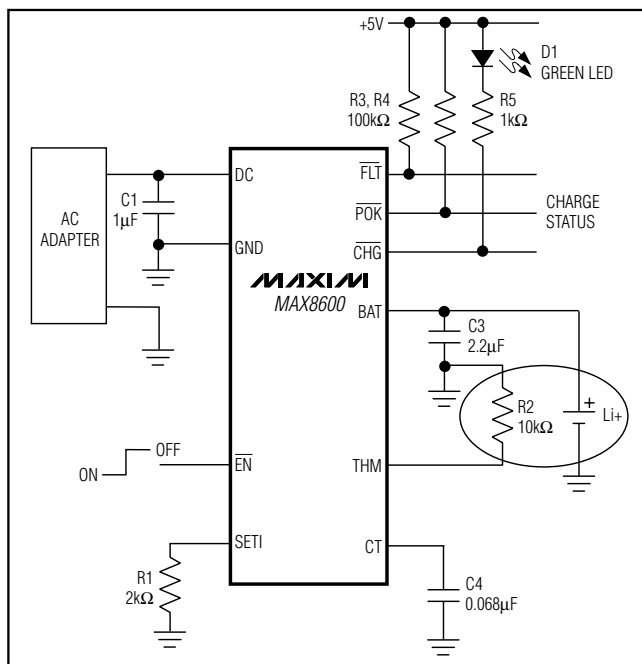 +5V
D1
GREEN LED
R3, R4
100kΩ
R5
1kΩ
AC
ADAPTER
C1
1µF
DC
GND
FLT
POK
CHG
CHARGE
STATUS
MAXIM
MAX8600
BAT
C3
2.2µF
R2
10kΩ
+
Li+
THM
ON
OFF
EN
SETI
R1
2kΩ
CT
C4
0.068µF